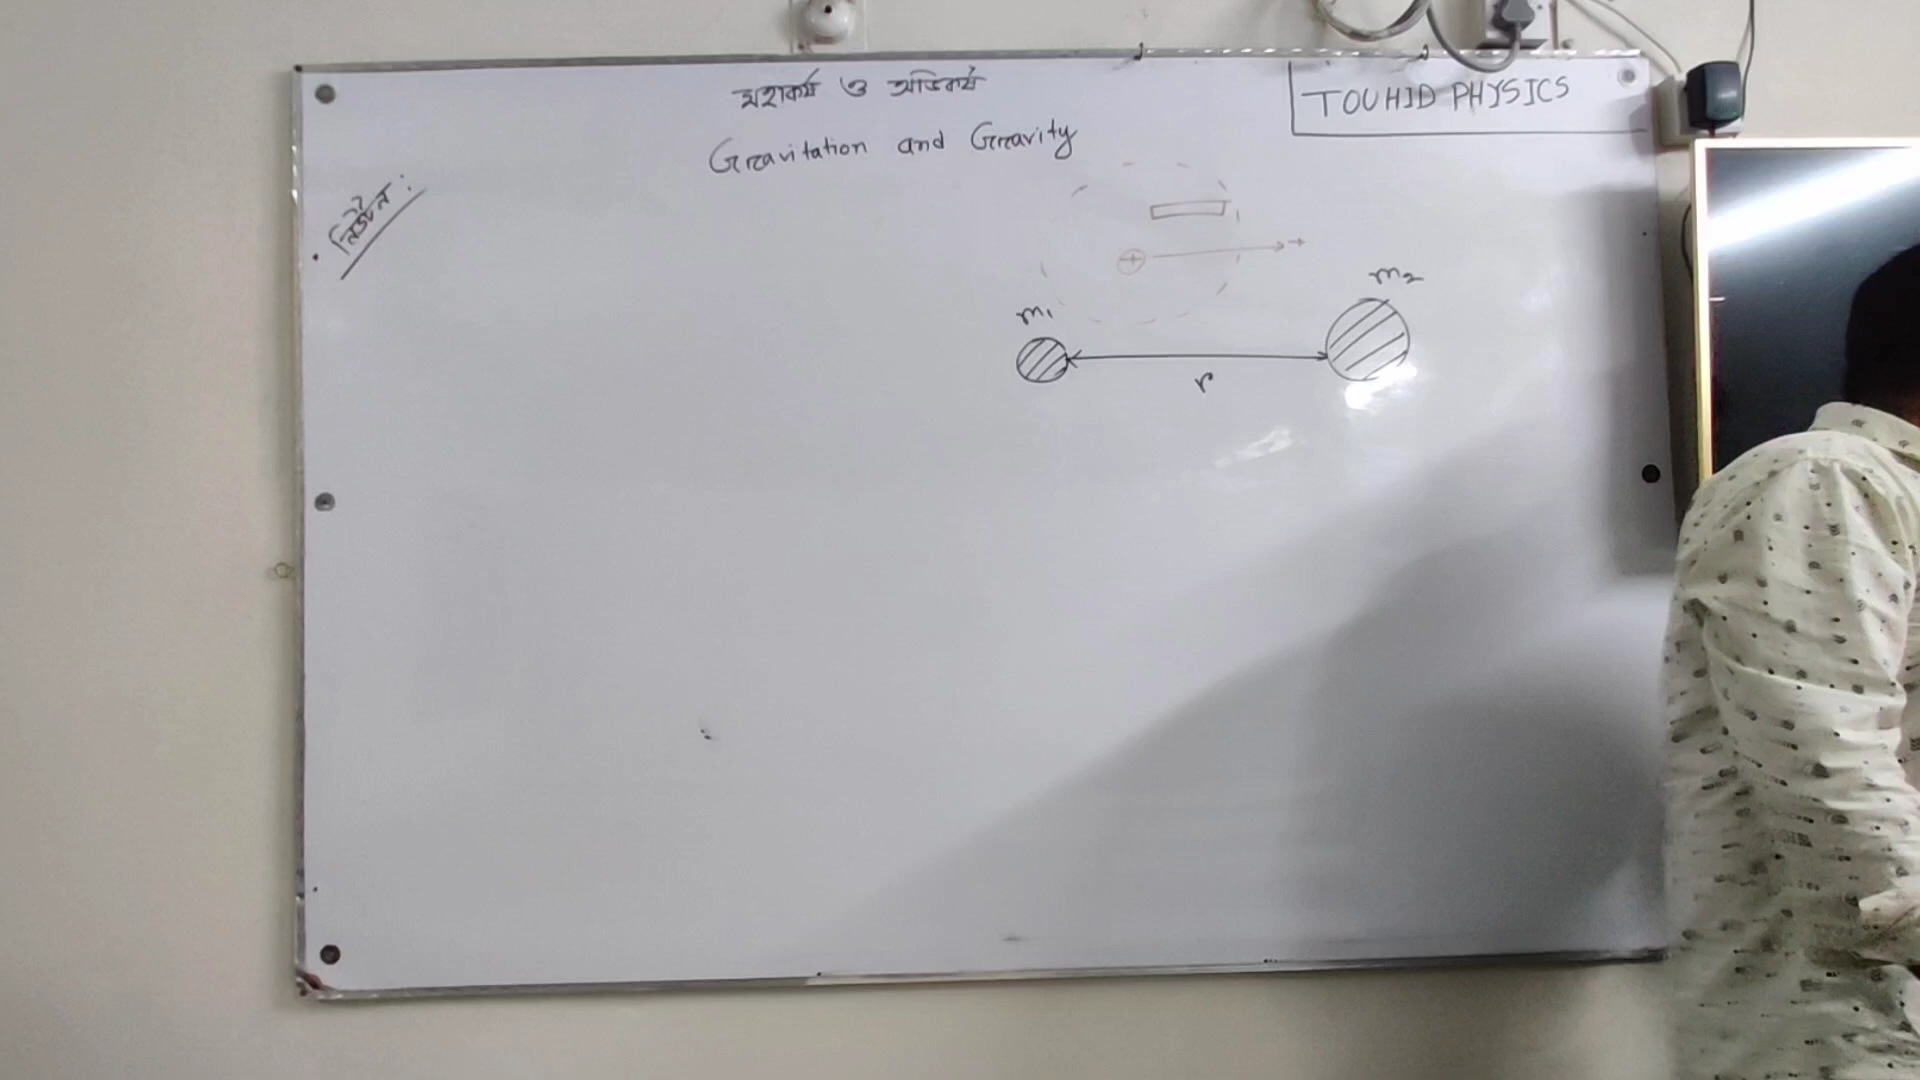 মহাকর্ষ ও অভিকর্ষ
TOUHID PHYSICS
Gravitation and Gravity
নিউটন :
m₁
m₂
r